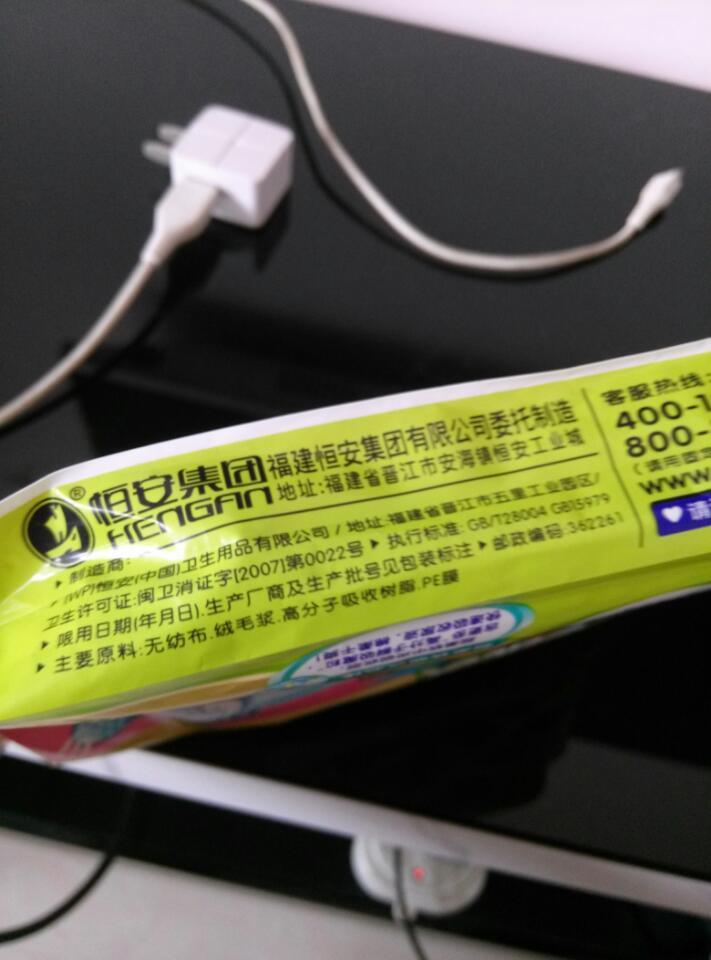 恒安集团
HENGAN
®
福建恒安集团有限公司委托制造
地址:福建省晋江市安海镇恒安工业城
▶ 制造商:
(WP)恒安(中国)卫生用品有限公司 / 地址:福建省晋江市五里工业园区/
卫生许可证:闽卫消证字[2007]第0022号 ▶ 执行标准: GB/T28004 GB15979
▶ 限用日期(年月日).生产厂商及生产批号见包装标注 ▶ 邮政编码:362261
▶ 主要原料:无纺布.绒毛浆.高分子吸收树脂.PE膜
客服热线:
400-1
800-
www.
请